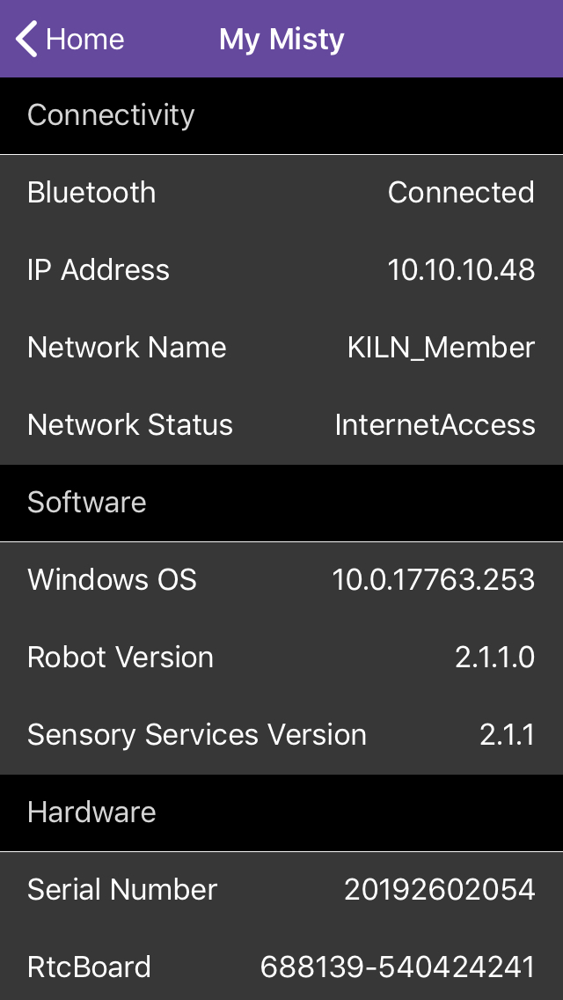 Home My Misty
Connectivity
Bluetooth Connected
IP Address 10.10.10.48
Network Name KILN_Member
Network Status InternetAccess
Software
Windows OS 10.0.17763.253
Robot Version 2.1.1.0
Sensory Services Version 2.1.1
Hardware
Serial Number 20192602054
RtcBoard 688139-540424241